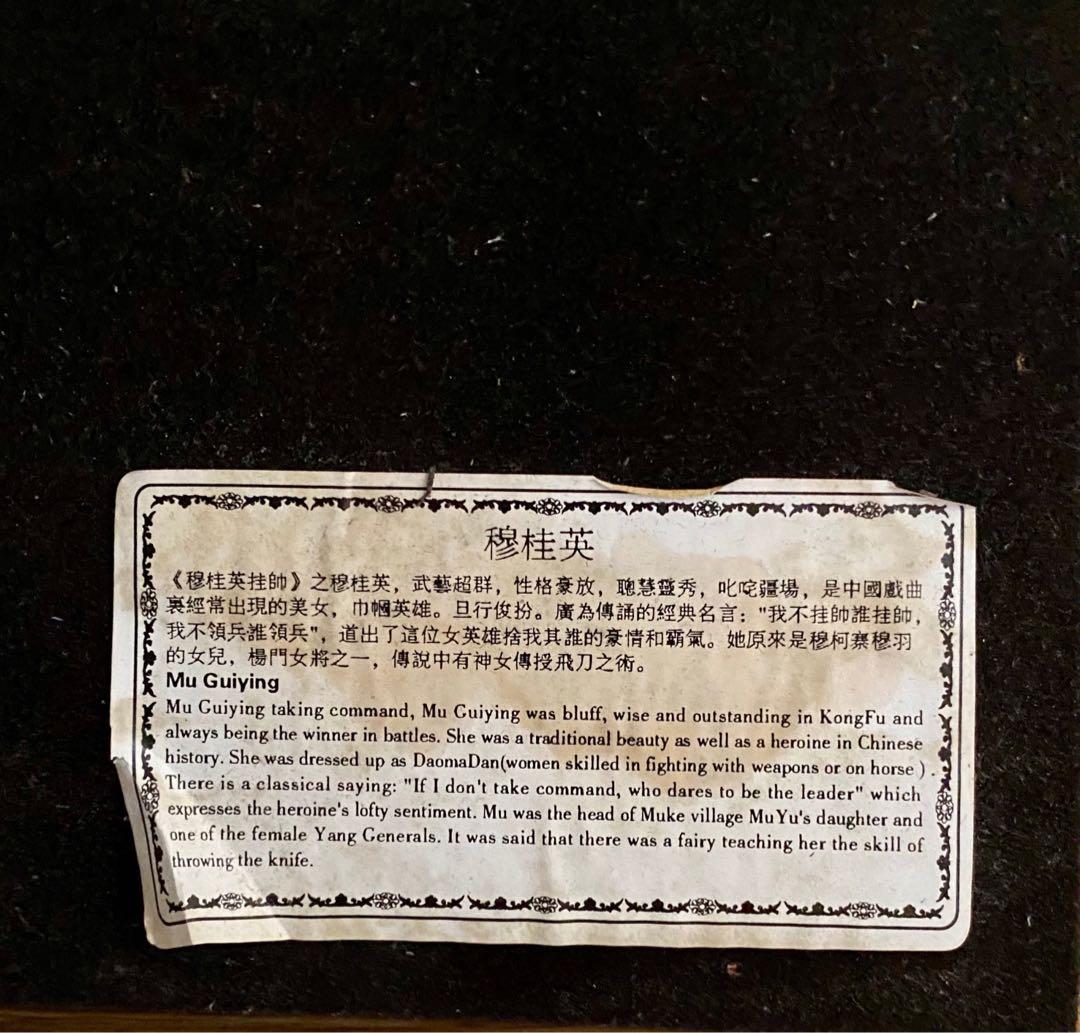 穆桂英
《穆桂英挂帥》之穆桂英，武藝超群，性格豪放，聰慧靈秀，叱咤疆場，是中國戲曲
裏經常出現的美女，巾幗英雄。旦行俊扮。廣為傳誦的經典名言："我不挂帥誰挂帥，
我不領兵誰領兵"，道出了這位女英雄捨我其誰的豪情和霸氣。她原來是穆柯寨穆羽
的女兒，楊門女將之一，傳說中有神女傳授飛刀之術。
Mu Guiying
Mu Guiying taking command, Mu Guiying was bluff, wise and outstanding in KongFu and
always being the winner in battles. She was a traditional beauty as well as a heroine in Chinese
history. She was dressed up as DaomaDan(women skilled in fighting with weapons or on horse ) .
There is a classical saying: "If I don't take command, who dares to be the leader" which
expresses the heroine's lofty sentiment. Mu was the head of Muke village MuYu's daughter and
one of the female Yang Generals. It was said that there was a fairy teaching her the skill of
throwing the knife.